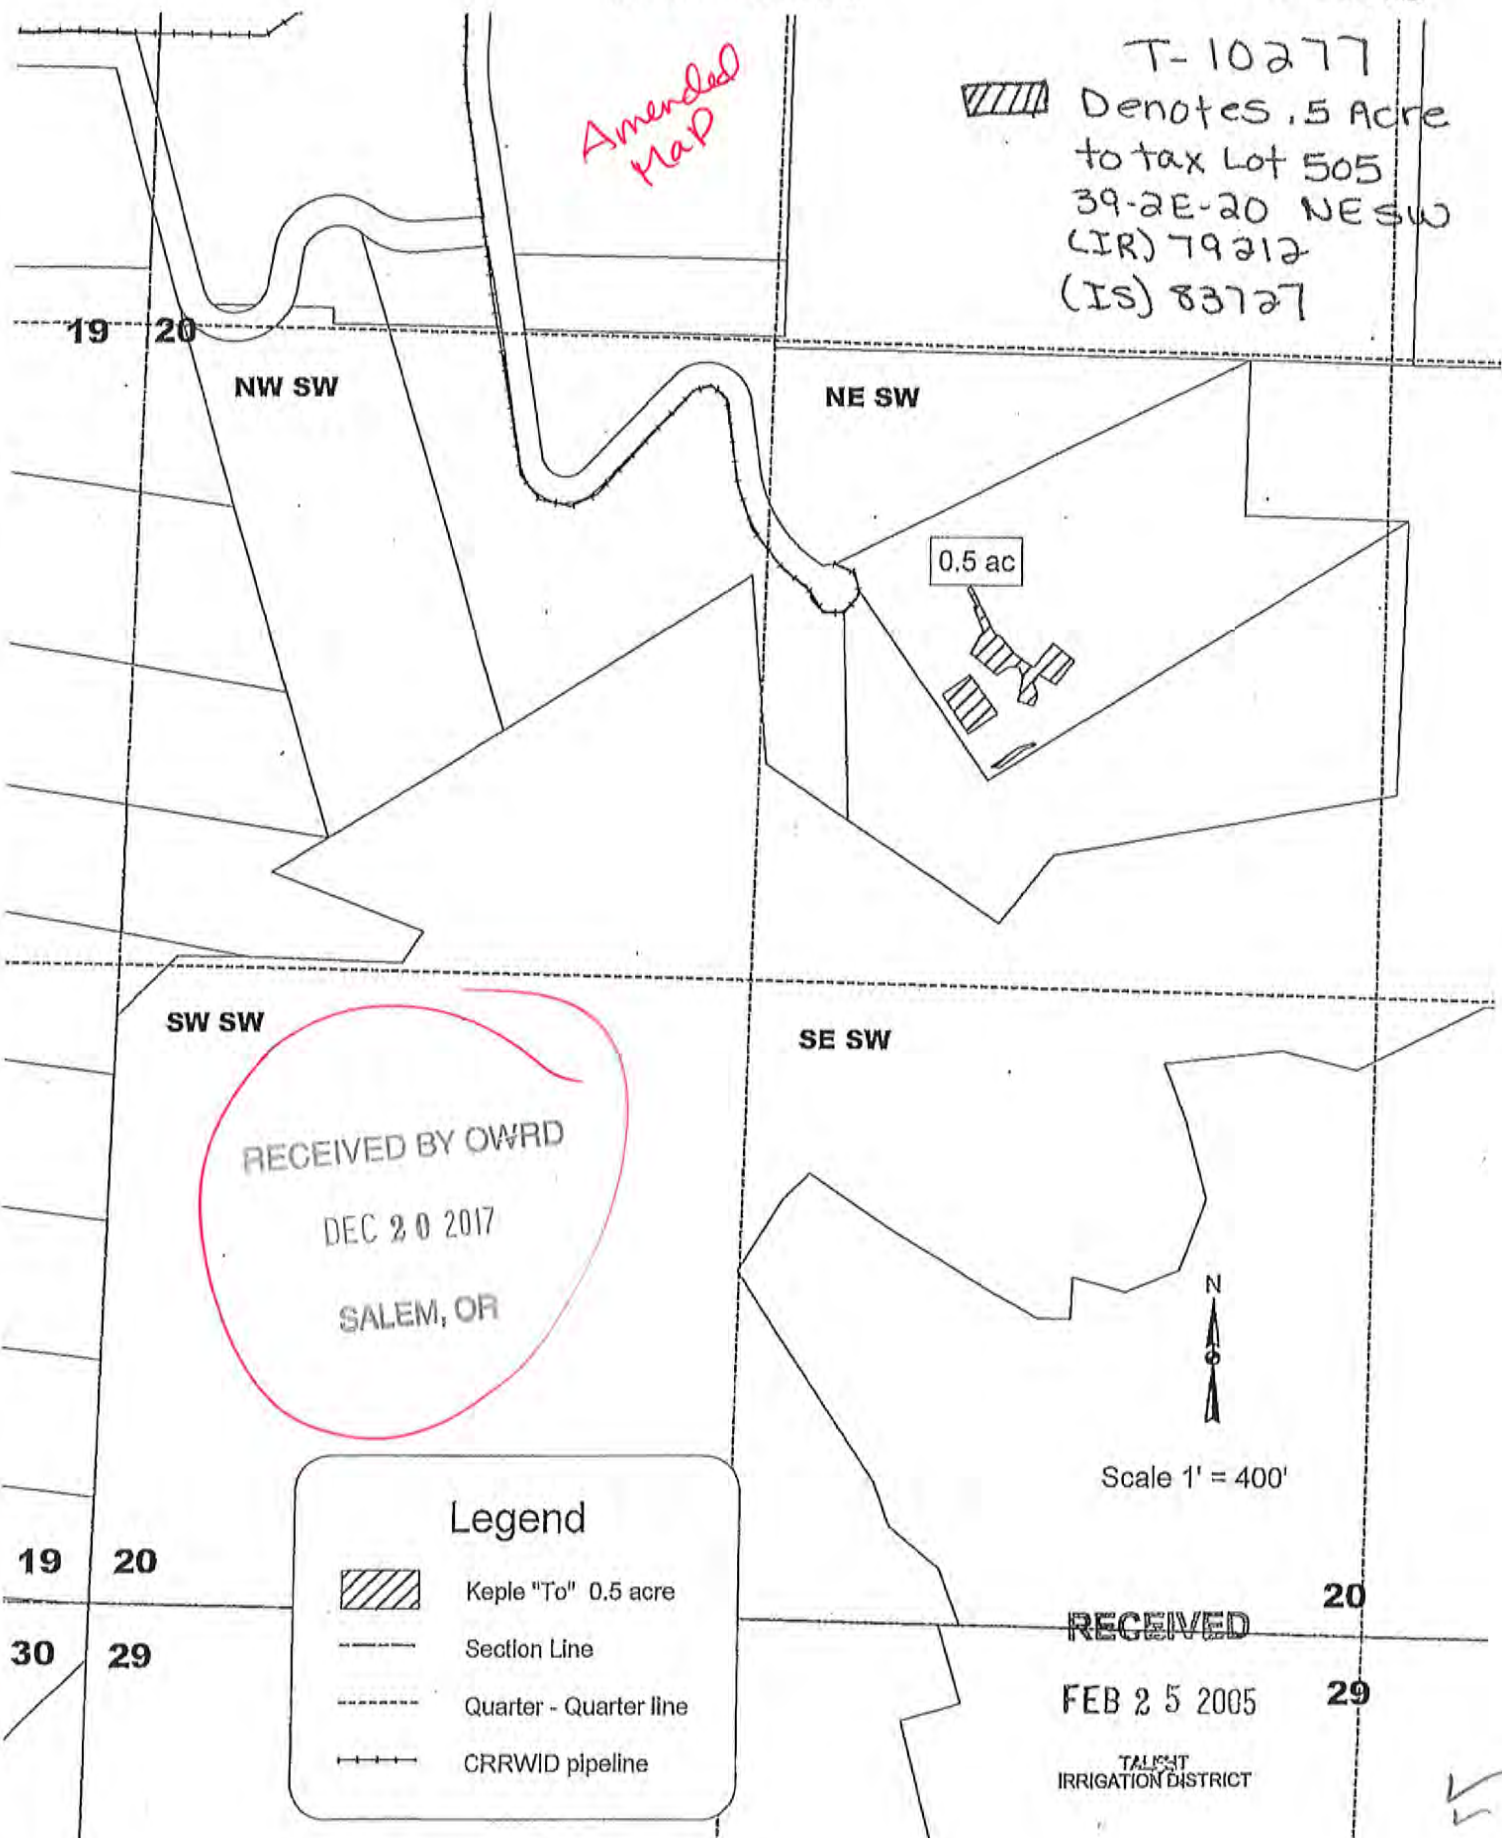 Amended
Map
T-10277
Denotes .5 Acre
to tax Lot 505
39-2E-20 NESW
(IR) 79212
(IS) 83727
19 20
NW SW
NE SW
0.5 ac
SW SW
SE SW
RECEIVED BY OWRD
DEC 20 2017
SALEM, OR
N
Scale 1' = 400'
Legend
Keple "To" 0.5 acre
Section Line
Quarter - Quarter line
CRRWID pipeline
19 20
30 29
20
29
RECEIVED
FEB 25 2005
TALENT
IRRIGATION DISTRICT